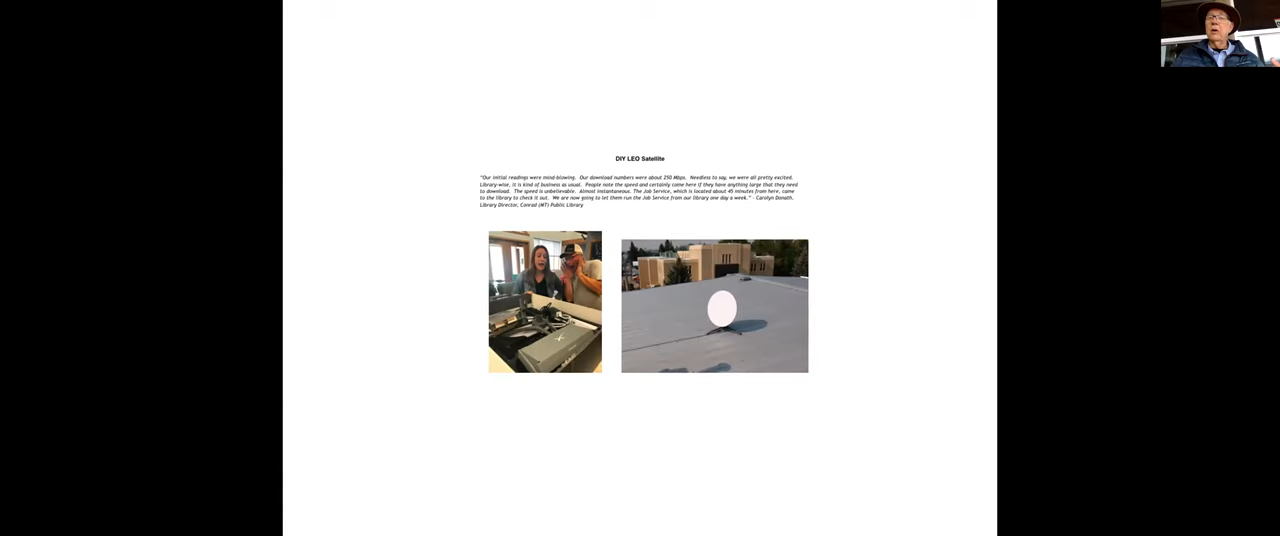 DIY LEO Satellite
"Our initial readings were mind-blowing. Our download numbers were about 250 Mbps. Needless to say, we were all pretty excited.
Library-wise, it is kind of business as usual. People note the speed and certainly come here if they have anything large that they need
to download. The speed is unbelievable. Almost instantaneous. The Job Service, which is located about 45 minutes from here, came
to the library to check it out. We are now going to let them run the Job Service from our library one day a week." - Carolyn Donath.
Library Director, Conrad (MT) Public Library